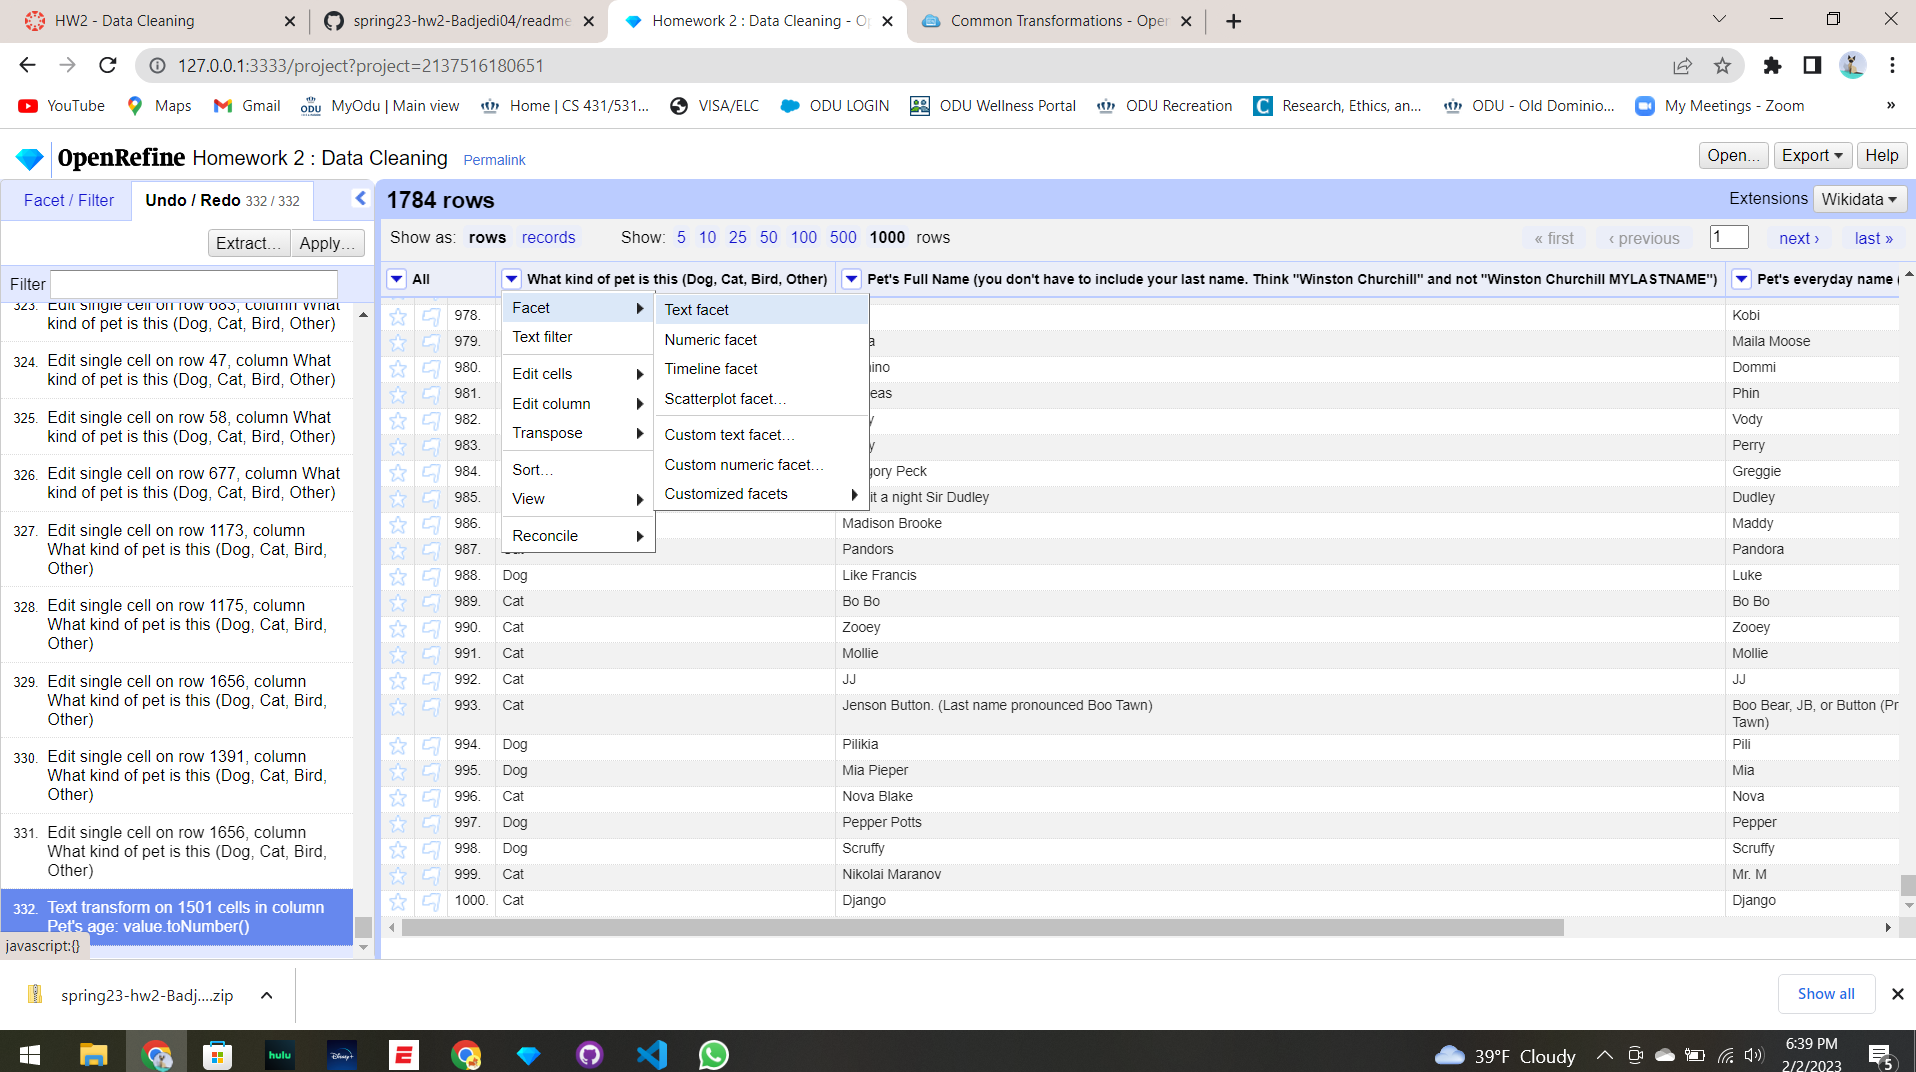 HW2 - Data Cleaning
spring23-hw2-Badjedi04/readme
Homework 2 : Data Cleaning - Op
Common Transformations - Oper
127.0.0.1:3333/project?project=2137516180651
YouTube
Maps
Gmail
MyOdu | Main view
Home | CS 431/531...
VISA/ELC
ODU LOGIN
ODU Wellness Portal
ODU Recreation
Research, Ethics, an...
ODU - Old Dominio...
My Meetings - Zoom
»
OpenRefine Homework 2 : Data Cleaning Permalink
Open... Export Help
Facet / Filter
Undo / Redo 332 / 332
Extract... Apply...
Filter
323. Edit single cell on row 683, column What
kind of pet is this (Dog, Cat, Bird, Other)
324. Edit single cell on row 47, column What
kind of pet is this (Dog, Cat, Bird, Other)
325. Edit single cell on row 58, column What
kind of pet is this (Dog, Cat, Bird, Other)
326. Edit single cell on row 677, column What
kind of pet is this (Dog, Cat, Bird, Other)
327. Edit single cell on row 1173, column
What kind of pet is this (Dog, Cat, Bird,
Other)
328. Edit single cell on row 1175, column
What kind of pet is this (Dog, Cat, Bird,
Other)
329. Edit single cell on row 1656, column
What kind of pet is this (Dog, Cat, Bird,
Other)
330. Edit single cell on row 1391, column
What kind of pet is this (Dog, Cat, Bird,
Other)
331. Edit single cell on row 1656, column
What kind of pet is this (Dog, Cat, Bird,
Other)
332. Text transform on 1501 cells in column
Pet's age: value.toNumber()
javascript:{}
1784 rows
Extensions Wikidata
Show as: rows records Show: 5 10 25 50 100 500 1000 rows
« first ‹ previous 1 next › last »
All What kind of pet is this (Dog, Cat, Bird, Other) Pet's Full Name (you don't have to include your last name. Think "Winston Churchill" and not "Winston Churchill MYLASTNAME") Pet's everyday name (
Facet
Text filter
Edit cells
Edit column
Transpose
Sort...
View
Reconcile
Text facet
Numeric facet
Timeline facet
Scatterplot facet...
Custom text facet...
Custom numeric facet...
Customized facets
978. Kobi
979. a Maila Moose
980. ino Dommi
981. eas Phin
982. y Vody
983. y Perry
984. gory Peck Greggie
985. it a night Sir Dudley Dudley
986. Madison Brooke Maddy
987. Pandors Pandora
988. Dog Like Francis Luke
989. Cat Bo Bo Bo Bo
990. Cat Zooey Zooey
991. Cat Mollie Mollie
992. Cat JJ JJ
993. Cat Jenson Button. (Last name pronounced Boo Tawn) Boo Bear, JB, or Button (Pr
Tawn)
994. Dog Pilikia Pili
995. Dog Mia Pieper Mia
996. Cat Nova Blake Nova
997. Dog Pepper Potts Pepper
998. Dog Scruffy Scruffy
999. Cat Nikolai Maranov Mr. M
1000. Cat Django Django
spring23-hw2-Badj....zip
Show all
hulu
Disney+
E
39°F Cloudy
6:39 PM
2/2/2023
5